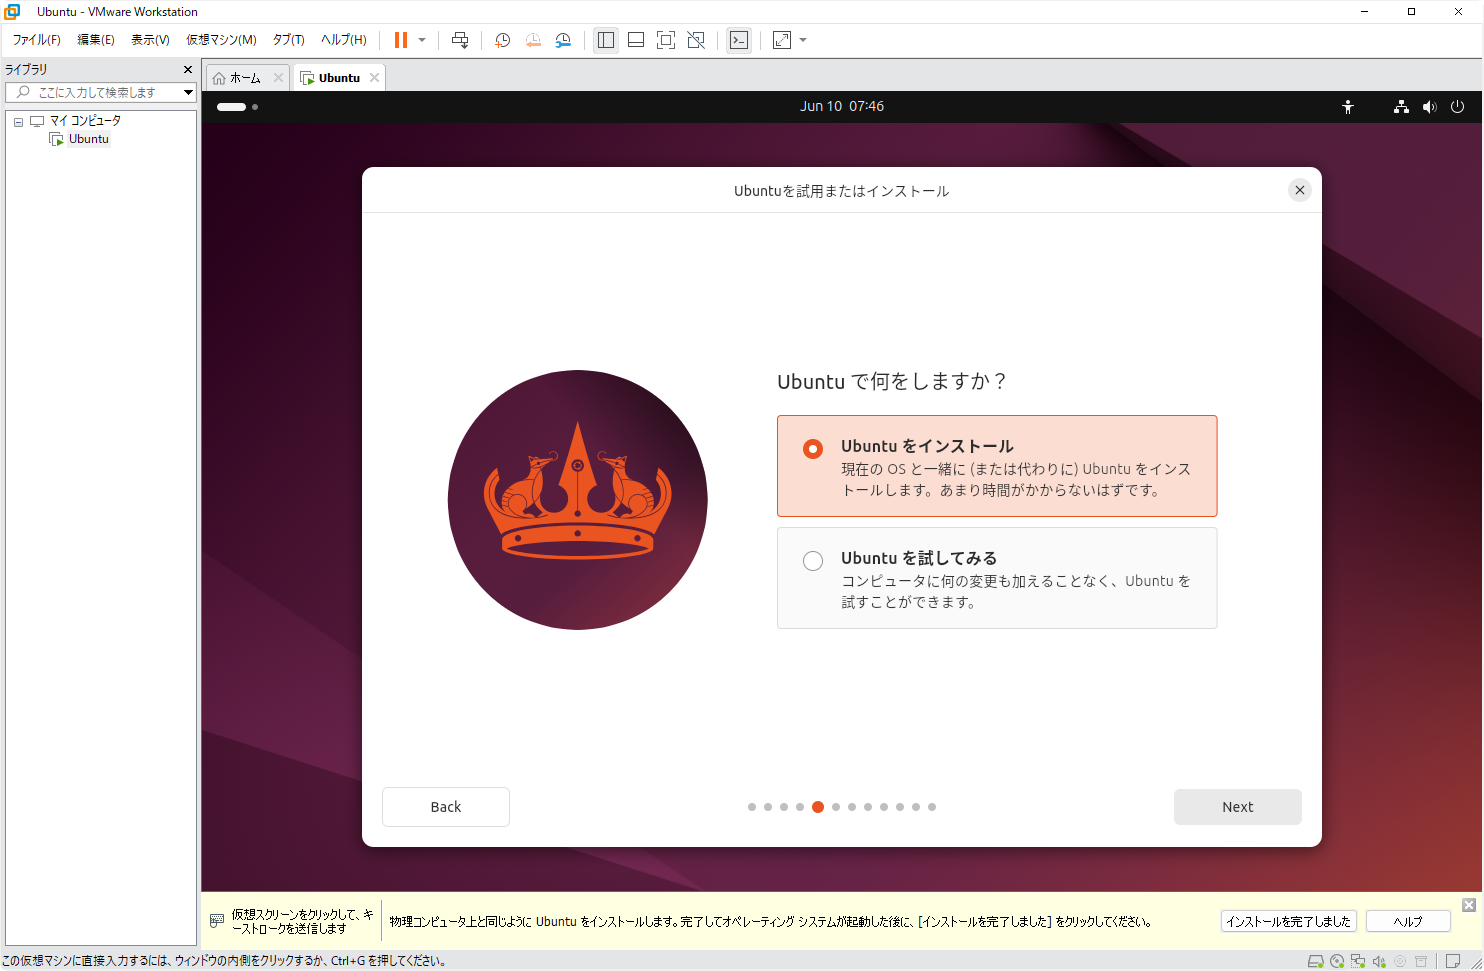 Ubuntu - VMware Workstation
ファイル(F) 編集(E) 表示(V) 仮想マシン(M) タブ(T) ヘルプ(H)
ライブラリ
ここに入力して検索します
マイ コンピュータ
Ubuntu
ホーム
Ubuntu
Jun 10 07:46
Ubuntuを試用またはインストール
Ubuntu で何をしますか？
Ubuntu をインストール
現在の OS と一緒に (または代わりに) Ubuntu をインス
トールします。あまり時間がかからないはずです。
Ubuntu を試してみる
コンピュータに何の変更も加えることなく、Ubuntu を
試すことができます。
Back
Next
仮想スクリーンをクリックして、キ
ーストロークを送信します
物理コンピュータ上と同じように Ubuntu をインストールします。完了してオペレーティング システムが起動した後に、[インストールを完了しました] をクリックしてください。
インストールを完了しました
ヘルプ
この仮想マシンに直接入力するには、ウィンドウの内側をクリックするか、Ctrl+G を押してください。